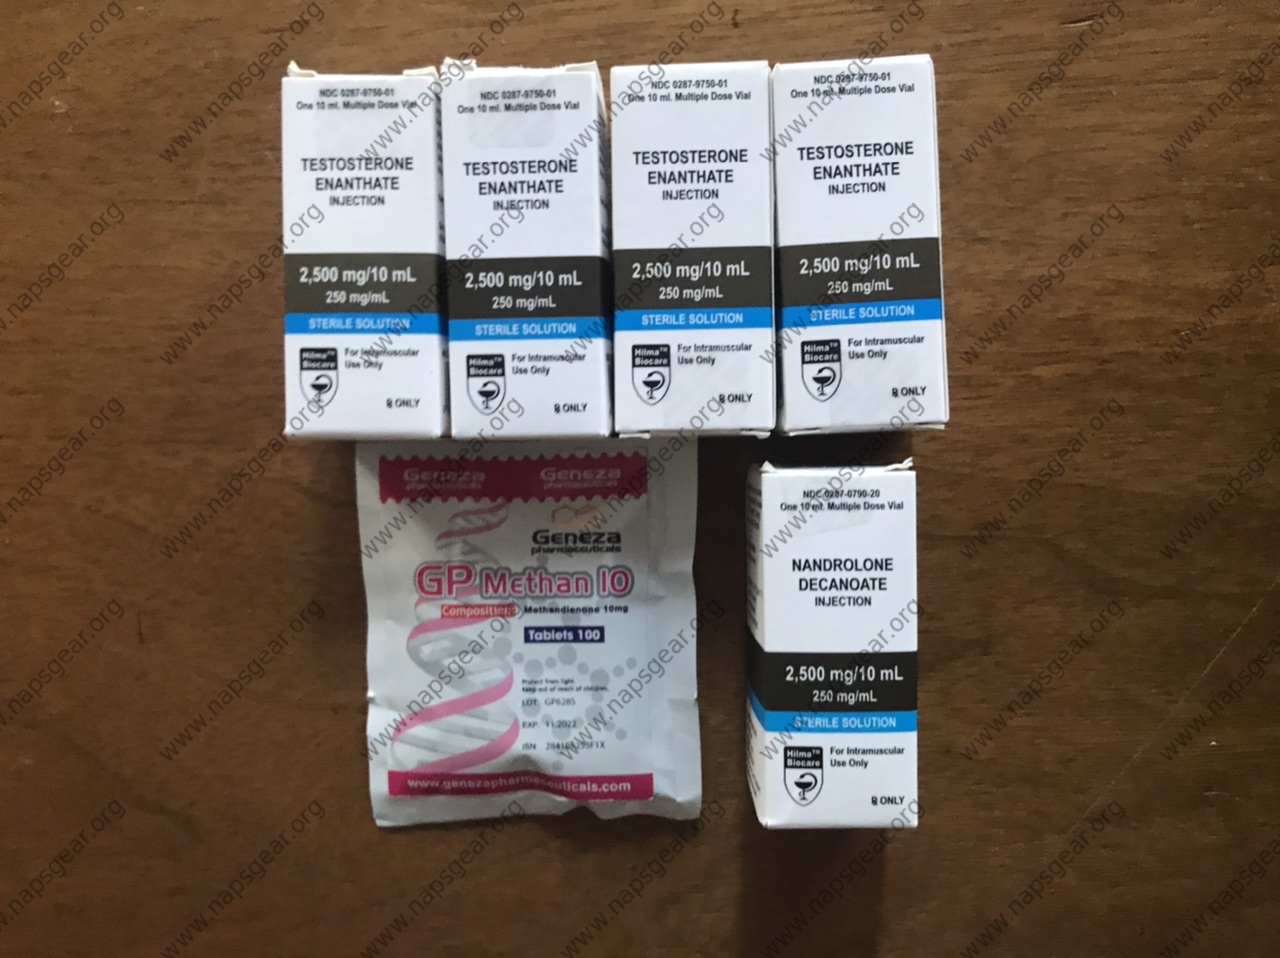 NDC 0287-9750-01
One 10 ml. Multiple Dose Vial
TESTOSTERONE
ENANTHATE
INJECTION
2,500 mg/10 mL
250 mg/mL
STERILE SOLUTION
Hilma™
Biocare
For Intramuscular
Use Only
℞ ONLY
NDC 0287-9750-01
One 10 ml. Multiple Dose Vial
TESTOSTERONE
ENANTHATE
INJECTION
2,500 mg/10 mL
250 mg/mL
STERILE SOLUTION
Hilma™
Biocare
For Intramuscular
Use Only
℞ ONLY
NDC 0287-9750-01
One 10 ml. Multiple Dose Vial
TESTOSTERONE
ENANTHATE
INJECTION
2,500 mg/10 mL
250 mg/mL
STERILE SOLUTION
Hilma™
Biocare
For Intramuscular
Use Only
℞ ONLY
NDC 0287-9750-01
One 10 ml. Multiple Dose Vial
TESTOSTERONE
ENANTHATE
INJECTION
2,500 mg/10 mL
250 mg/mL
STERILE SOLUTION
Hilma™
Biocare
For Intramuscular
Use Only
℞ ONLY
Geneza
pharmaceuticals
Geneza
pharmaceuticals
Geneza
pharmaceuticals
GP Methan 10
Composition: Methandienone 10mg
Tablets 100
Protect from light.
Keep out of reach of children.
LOT: GP6285
EXP: 11.2022
ISN:
www.genezapharmaceuticals.com
NDC 0287-0790-20
One 10 ml. Multiple Dose Vial
NANDROLONE
DECANOATE
INJECTION
2,500 mg/10 mL
250 mg/mL
STERILE SOLUTION
Hilma™
Biocare
For Intramuscular
Use Only
℞ ONLY
www.napsgear.org